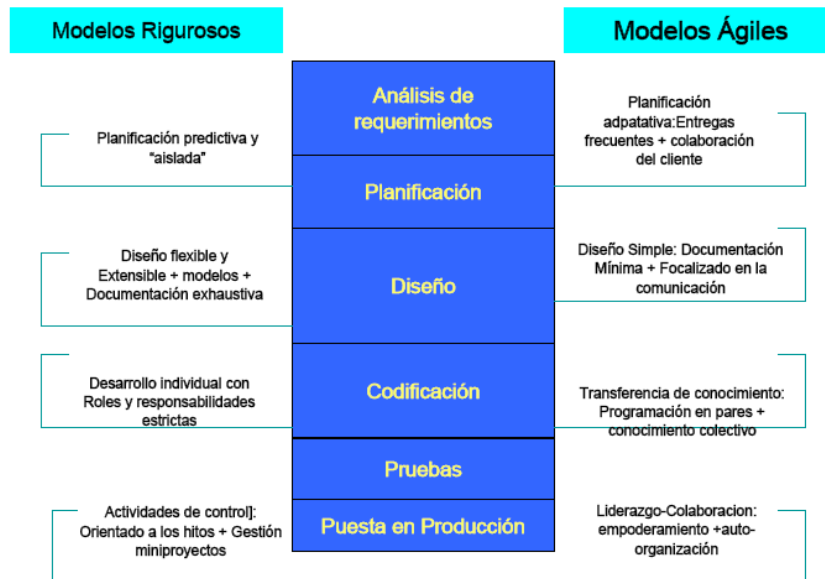 Modelos Rigurosos
Modelos Ágiles
Análisis de
requerimientos
Planificación
Diseño
Codificación
Pruebas
Puesta en Producción
Planificación predictiva y
“aislada”
Diseño flexible y
Extensible + modelos +
Documentación exhaustiva
Desarrollo individual con
Roles y responsabilidades
estrictas
Actividades de control]:
Orientado a los hitos + Gestión
miniproyectos
Planificación
adpatativa:Entregas
frecuentes + colaboración
del cliente
Diseño Simple: Documentación
Mínima + Focalizado en la
comunicación
Transferencia de conocimiento:
Programación en pares +
conocimiento colectivo
Liderazgo-Colaboracion:
empoderamiento +auto-
organización